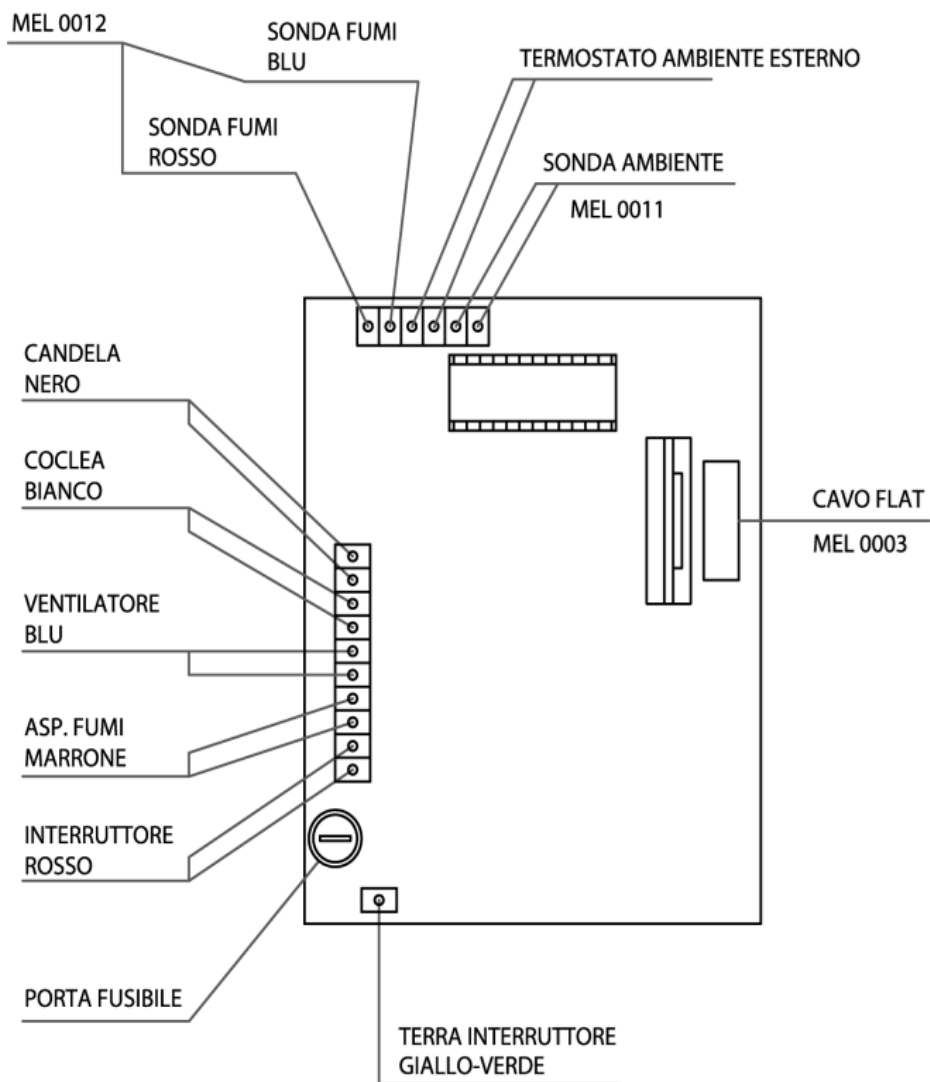 MEL 0012
SONDA FUMI
BLU
TERMOSTATO AMBIENTE ESTERNO
SONDA FUMI
ROSSO
SONDA AMBIENTE
MEL 0011
CANDELA
NERO
COCLEA
BIANCO
CAVO FLAT
MEL 0003
VENTILATORE
BLU
ASP. FUMI
MARRONE
INTERRUTTORE
ROSSO
PORTA FUSIBILE
TERRA INTERRUTTORE
GIALLO-VERDE